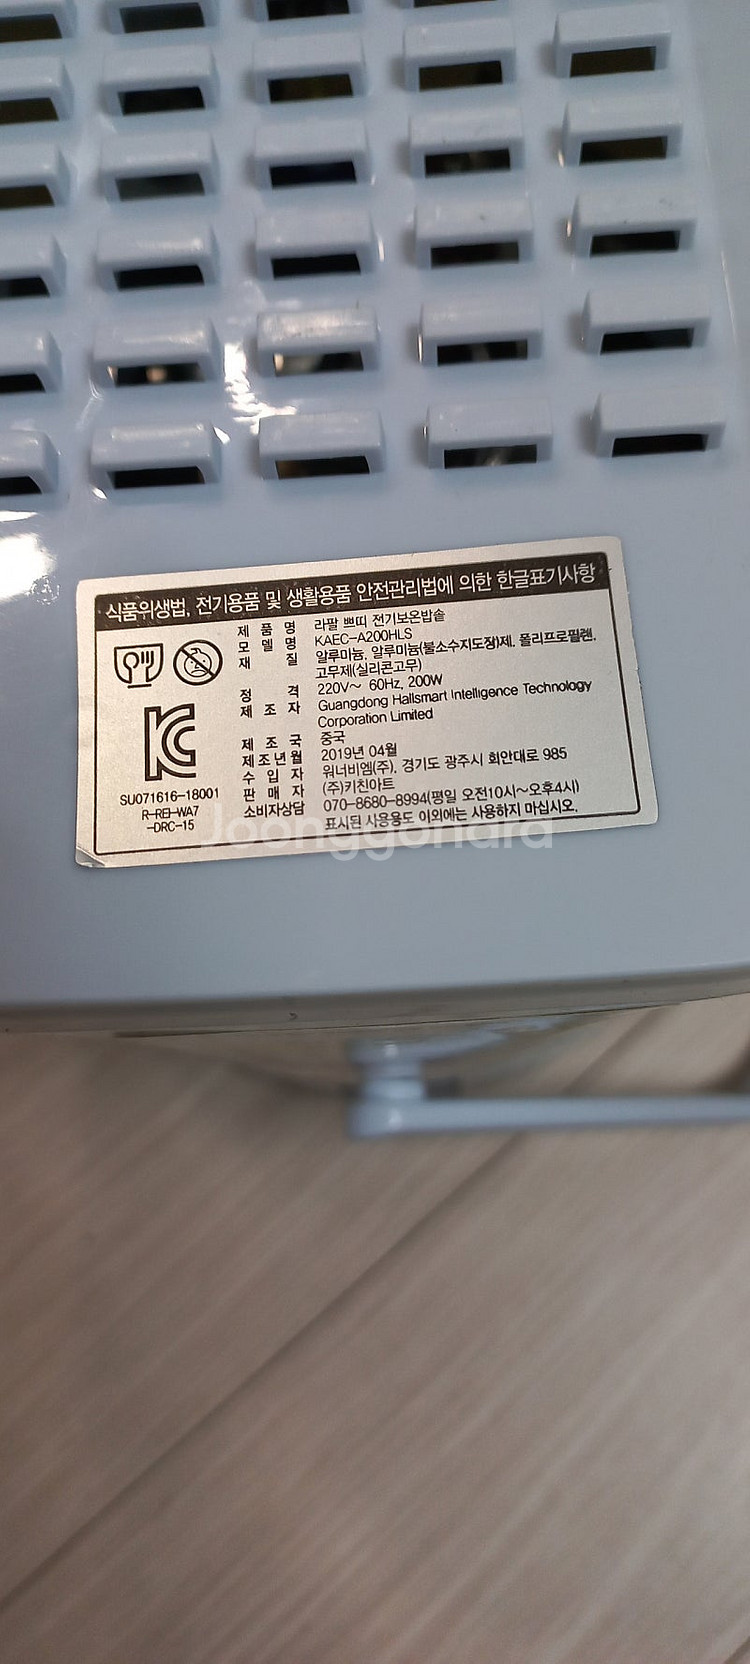 식품위생법, 전기용품 및 생활용품 안전관리법에 의한 한글표기사항
제 품 명 라팔 쁘띠 전기보온밥솥
모 델 명 KAEC-A200HLS
재 질 알루미늄, 알루미늄(불소수지도장)제, 폴리프로필렌,
고무제(실리콘고무)
정 격 220V~ 60Hz, 200W
제 조 자 Guangdong Hallsmart Intelligence Technology
Corporation Limited
제 조 국 중국
제조년월 2019년 04월
수 입 자 워너비엠(주), 경기도 광주시 회안대로 985
판 매 자 (주)키친아트
소비자상담 070-8680-8994(평일 오전10시~오후4시)
표시된 사용용도 이외에는 사용하지 마십시오.
SU071616-18001
R-REI-WA7
-DRC-15
Joonggonara